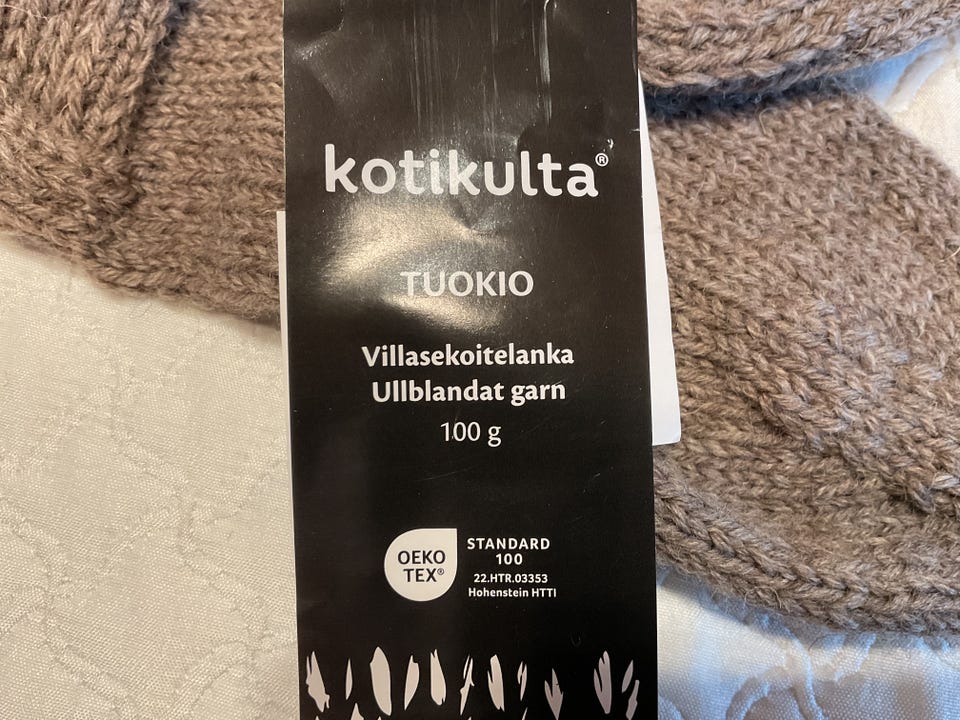 kotikulta®
TUOKIO
Villasekoitelanka
Ullblandat garn
100 g
OEKO
TEX®
STANDARD
100
22.HTR.03353
Hohenstein HTTI